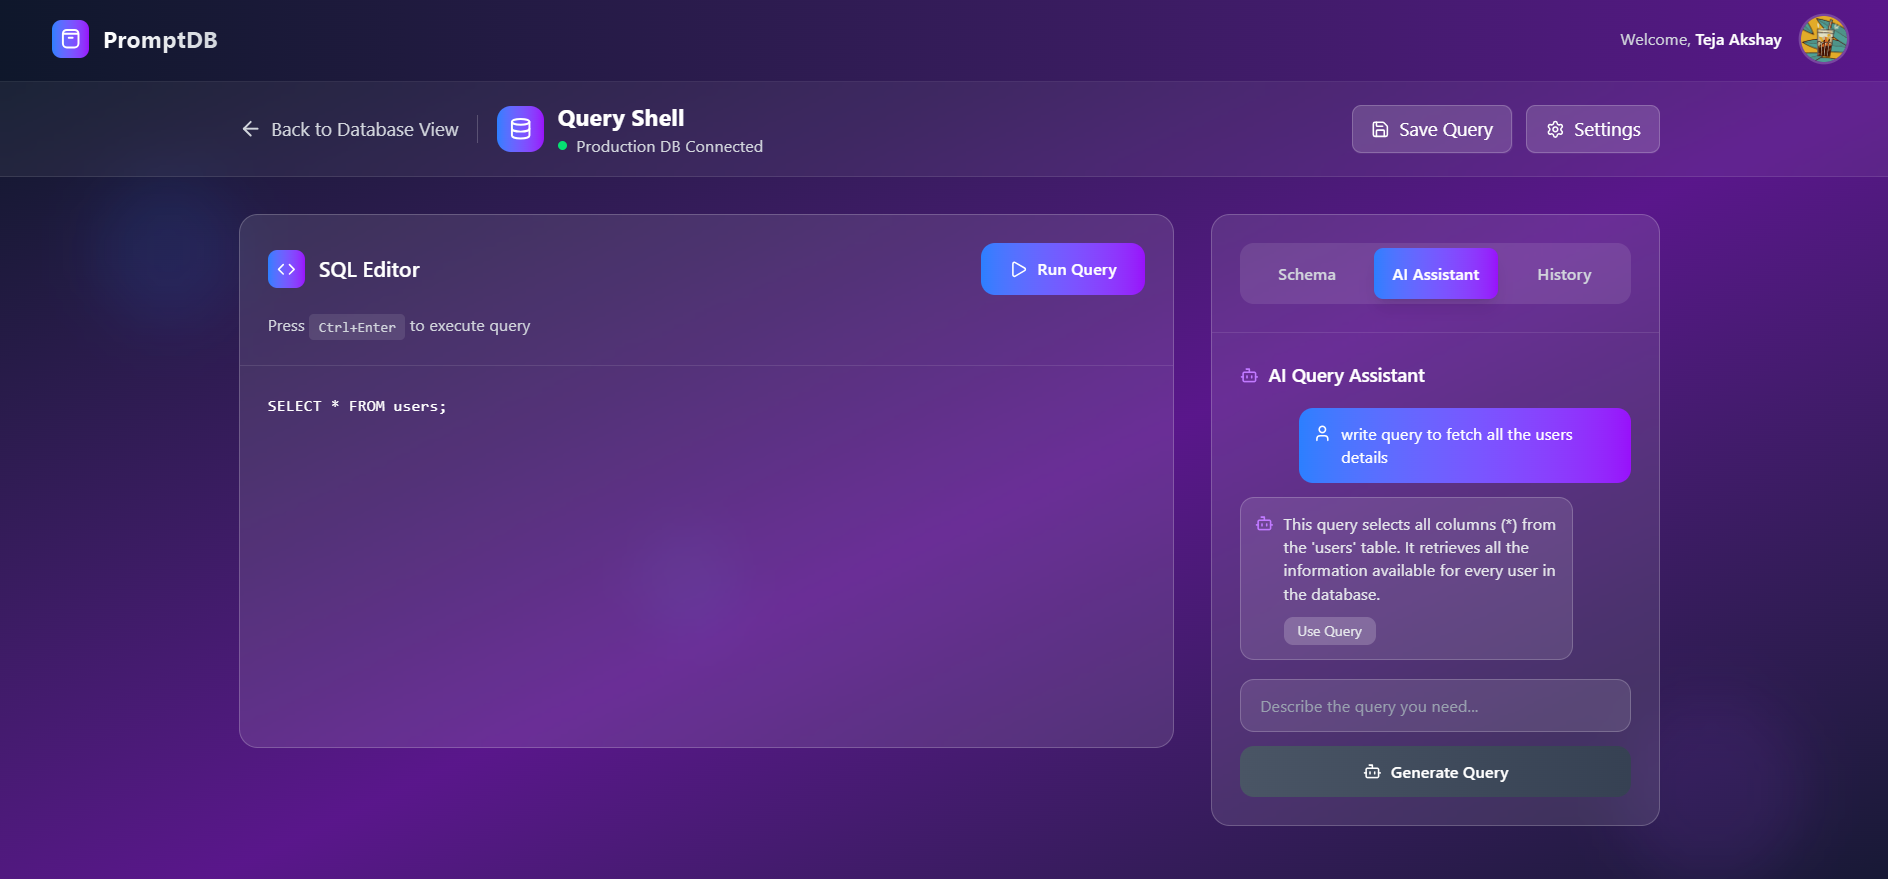 PromptDB
Welcome, Teja Akshay
Back to Database View
Query Shell
Production DB Connected
Save Query
Settings
SQL Editor
Run Query
Press Ctrl+Enter to execute query
SELECT * FROM users;
Schema
AI Assistant
History
AI Query Assistant
write query to fetch all the users
details
This query selects all columns (*) from
the 'users' table. It retrieves all the
information available for every user in
the database.
Use Query
Describe the query you need...
Generate Query